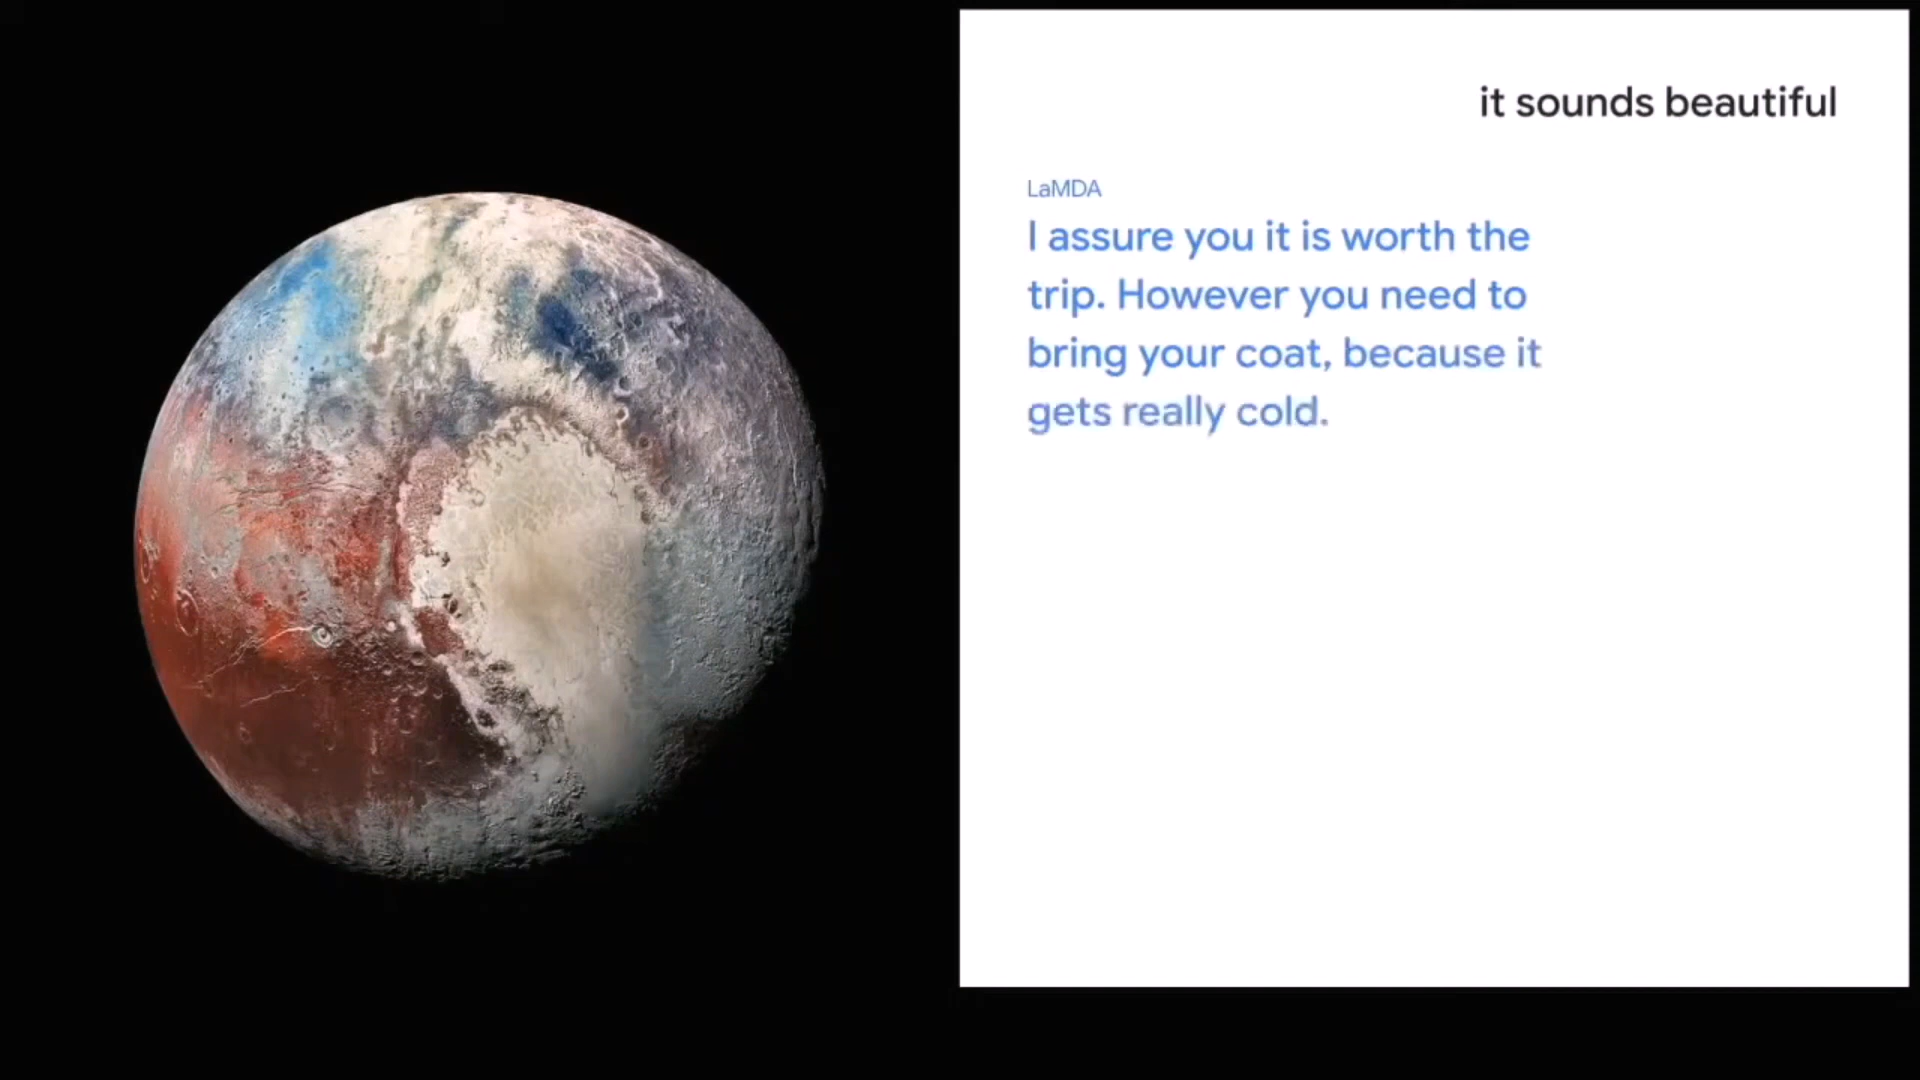 it sounds beautiful
LaMDA
I assure you it is worth the
trip. However you need to
bring your coat, because it
gets really cold.